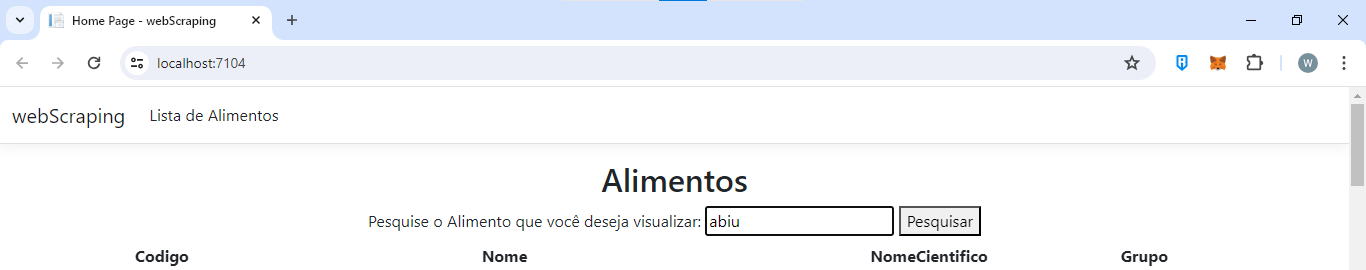 Home Page - webScraping
localhost:7104
W
webScraping Lista de Alimentos
Alimentos
Pesquise o Alimento que você deseja visualizar: abiu Pesquisar
Codigo Nome NomeCientifico Grupo